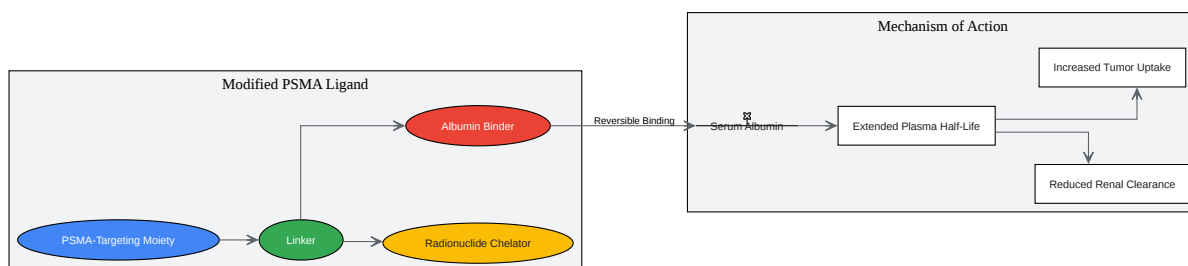 Mechanism of Action
Increased Tumor Uptake
Modified PSMA Ligand
Albumin Binder
Reversible Binding
Serum Albumin
Extended Plasma Half-Life
Reduced Renal Clearance
PSMA-Targeting Moiety
Linker
Radionuclide Chelator